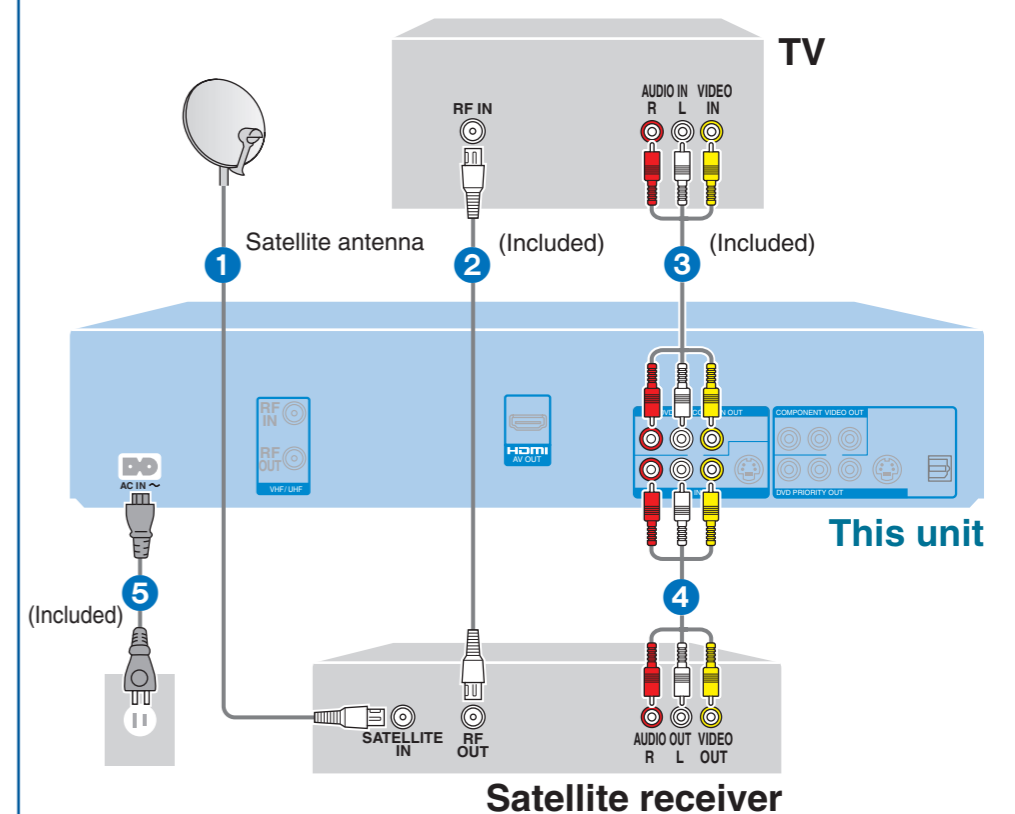 TV
AUDIO IN VIDEO
R L IN
RF IN
Satellite antenna
1
2
(Included)
3
(Included)
RF
IN
RF
OUT
VHF/UHF
HDMI
AV OUT
OUT
COMPONENT VIDEO OUT
IN
DVD PRIORITY OUT
AC IN ~
This unit
5
(Included)
4
SATELLITE
IN
RF
OUT
AUDIO OUT VIDEO
R L OUT
Satellite receiver